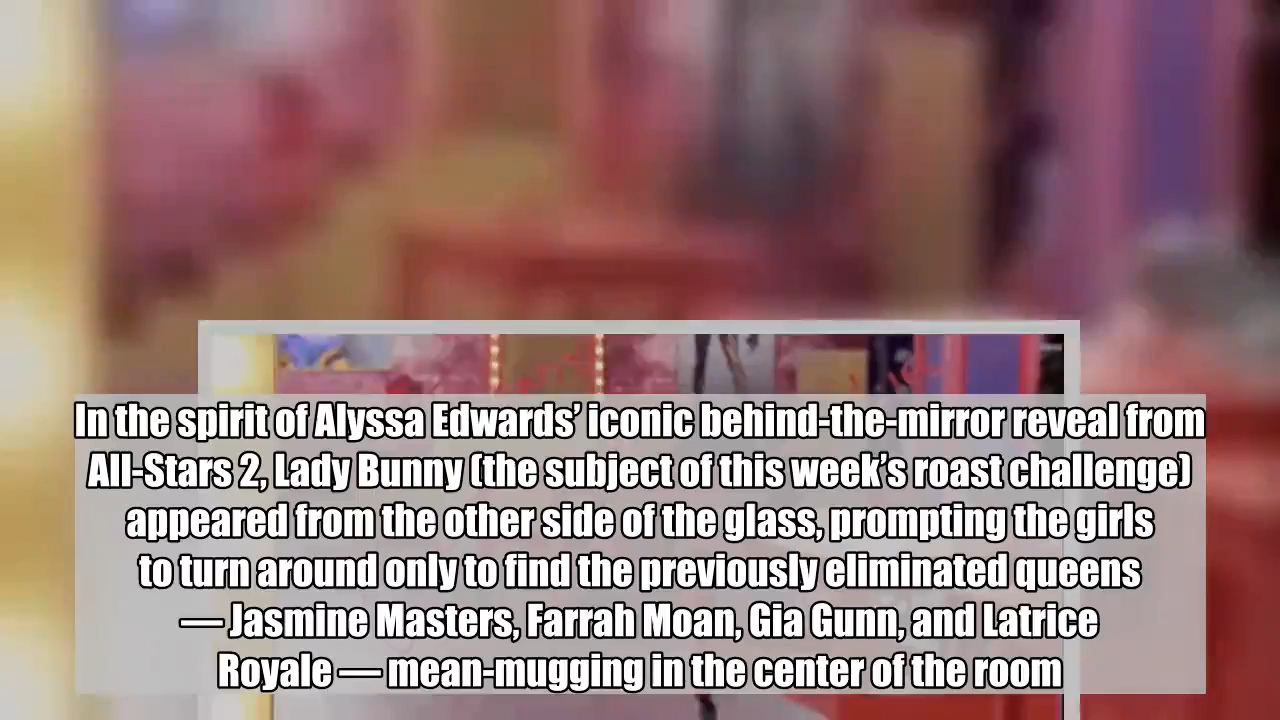 In the spirit of Alyssa Edwards’ iconic behind-the-mirror reveal from
All-Stars 2, Lady Bunny (the subject of this week’s roast challenge)
appeared from the other side of the glass, prompting the girls
to turn around only to find the previously eliminated queens
— Jasmine Masters, Farrah Moan, Gia Gunn, and Latrice
Royale — mean-mugging in the center of the room